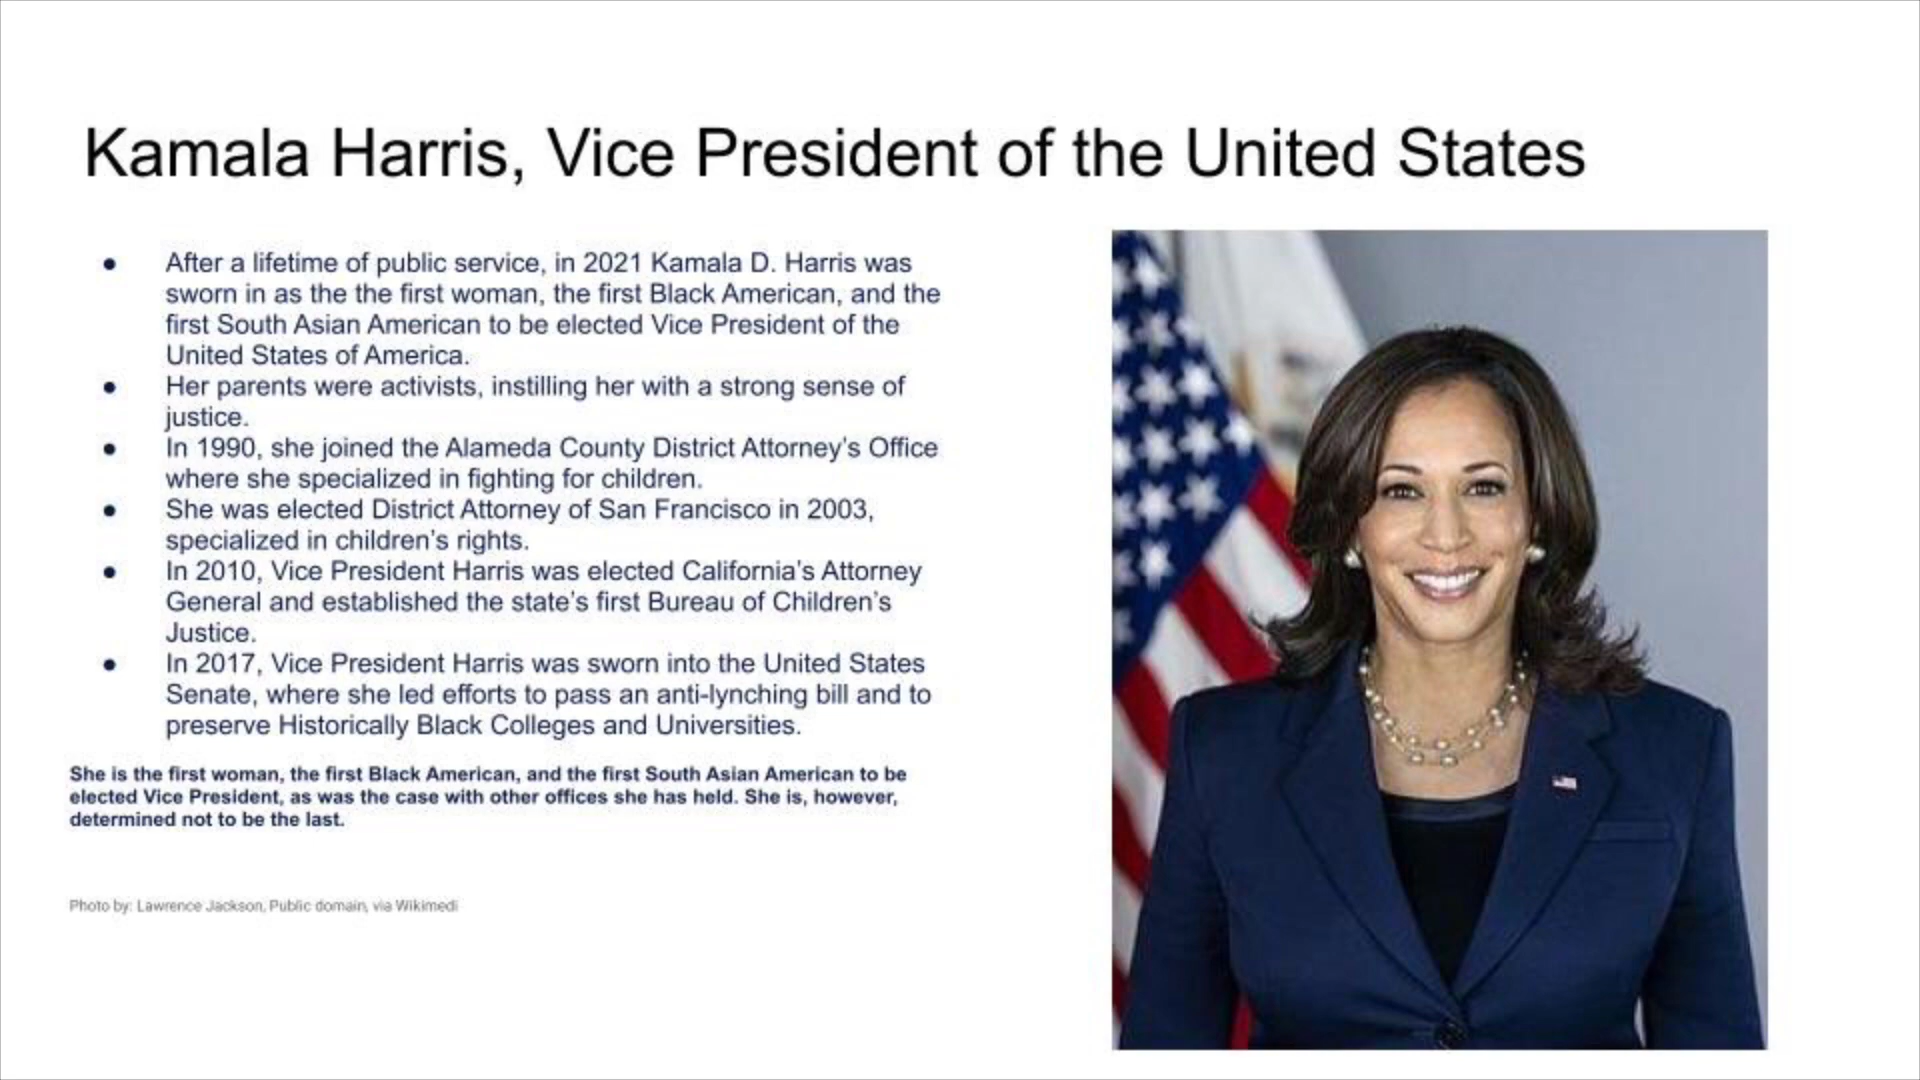 Kamala Harris, Vice President of the United States
● After a lifetime of public service, in 2021 Kamala D. Harris was
sworn in as the the first woman, the first Black American, and the
first South Asian American to be elected Vice President of the
United States of America.
● Her parents were activists, instilling her with a strong sense of
justice.
● In 1990, she joined the Alameda County District Attorney’s Office
where she specialized in fighting for children.
● She was elected District Attorney of San Francisco in 2003,
specialized in children’s rights.
● In 2010, Vice President Harris was elected California’s Attorney
General and established the state’s first Bureau of Children’s
Justice.
● In 2017, Vice President Harris was sworn into the United States
Senate, where she led efforts to pass an anti-lynching bill and to
preserve Historically Black Colleges and Universities.
She is the first woman, the first Black American, and the first South Asian American to be
elected Vice President, as was the case with other offices she has held. She is, however,
determined not to be the last.
Photo by: Lawrence Jackson, Public domain, via Wikimedi